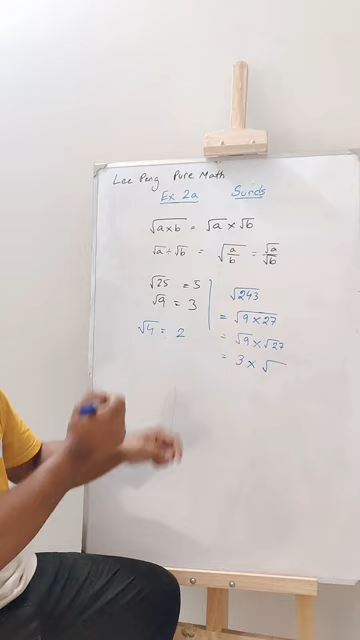 Lee Peng Pure Math
Ex 2a Surds
√a×b = √a × √b
√a ÷ √b = √a/b = √a/√b
√25 = 5
√9 = 3
√4 = 2
√243
= √9 × 27
= √9 × √27
= 3 × √